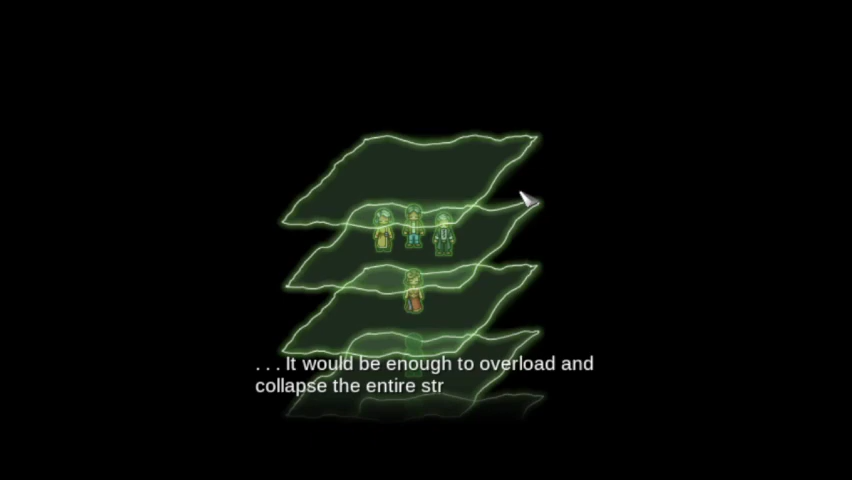 . . . It would be enough to overload and
collapse the entire str